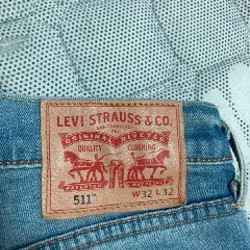 LEVI STRAUSS & CO.
ORIGINAL RIVETED
QUALITY CLOTHING
511™ W32 L32